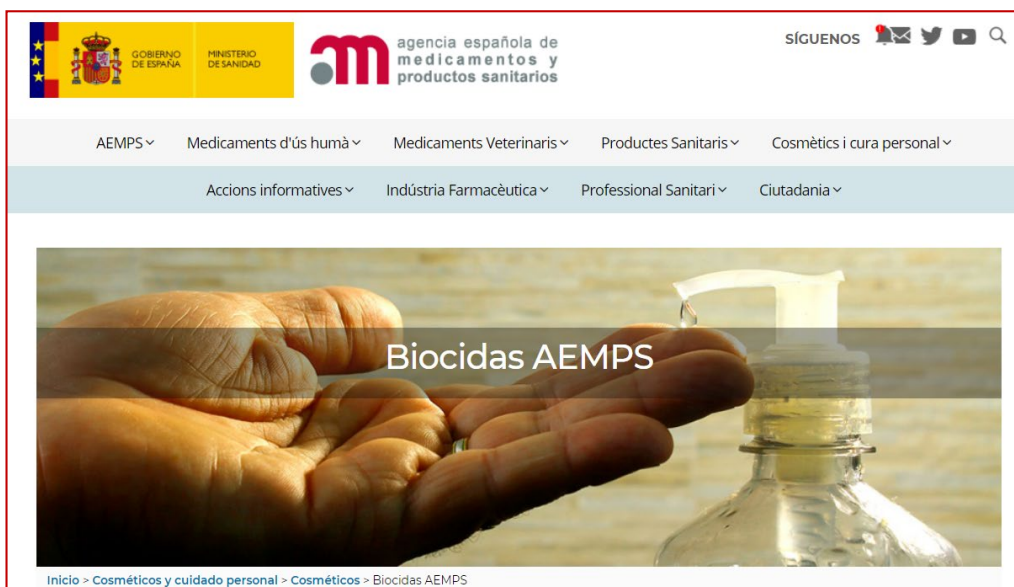 GOBIERNO
DE ESPAÑA
MINISTERIO
DE SANIDAD
agencia española de
medicamentos y
productos sanitarios
SÍGUENOS
AEMPS Medicaments d'ús humà Medicaments Veterinaris Productes Sanitaris Cosmètics i cura personal
Accions informatives Indústria Farmacèutica Professional Sanitari Ciutadania
Biocidas AEMPS
Inicio > Cosméticos y cuidado personal > Cosméticos > Biocidas AEMPS